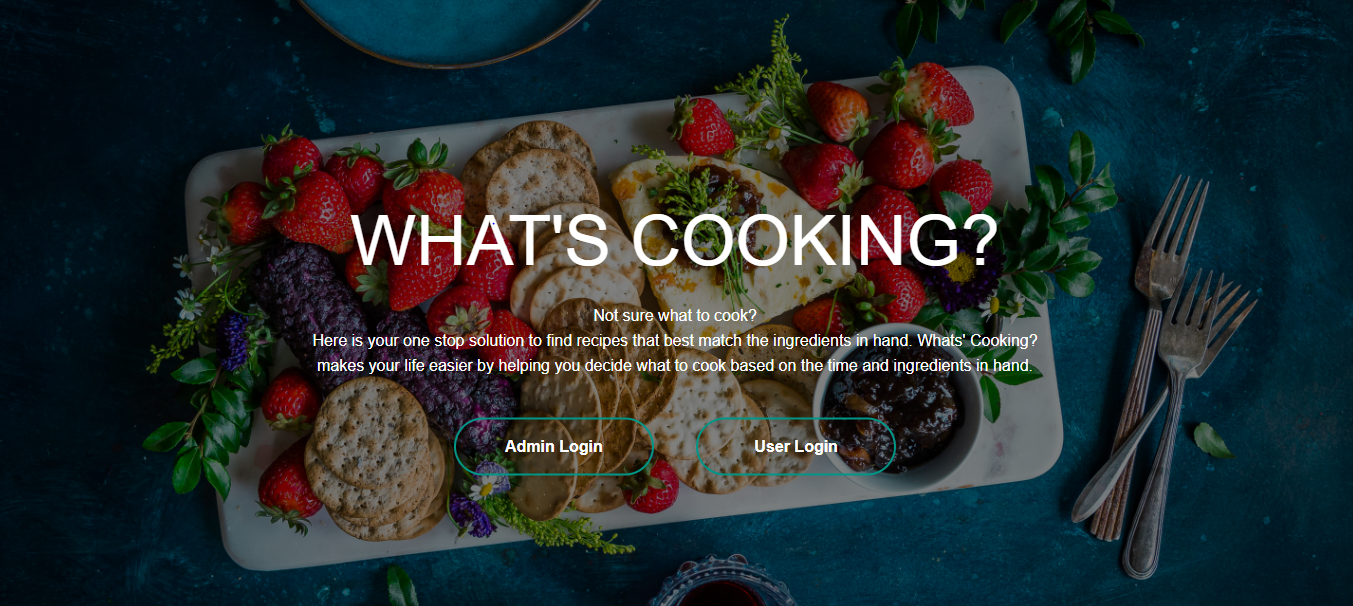 WHAT'S COOKING?
Not sure what to cook?
Here is your one stop solution to find recipes that best match the ingredients in hand. Whats' Cooking?
makes your life easier by helping you decide what to cook based on the time and ingredients in hand.
Admin Login
User Login